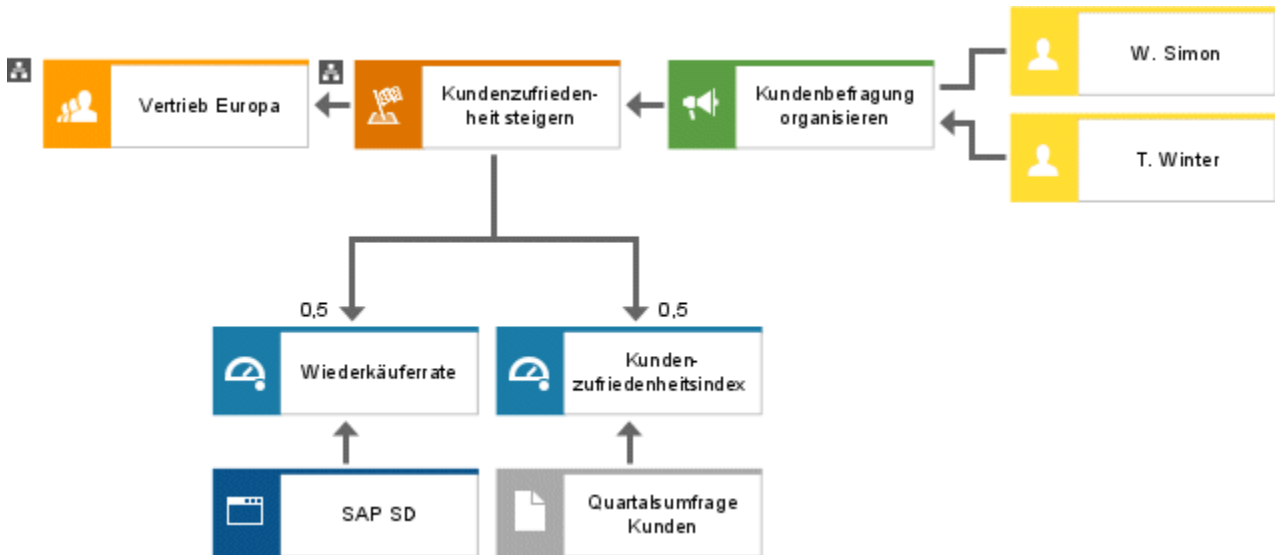 W. Simon
Vertrieb Europa
Kundenzufrieden-
heit steigern
Kundenbefragung
organisieren
T. Winter
0,5
0,5
Wiederkäuferrate
Kunden-
zufriedenheitsindex
SAP SD
Quartalsumfrage
Kunden